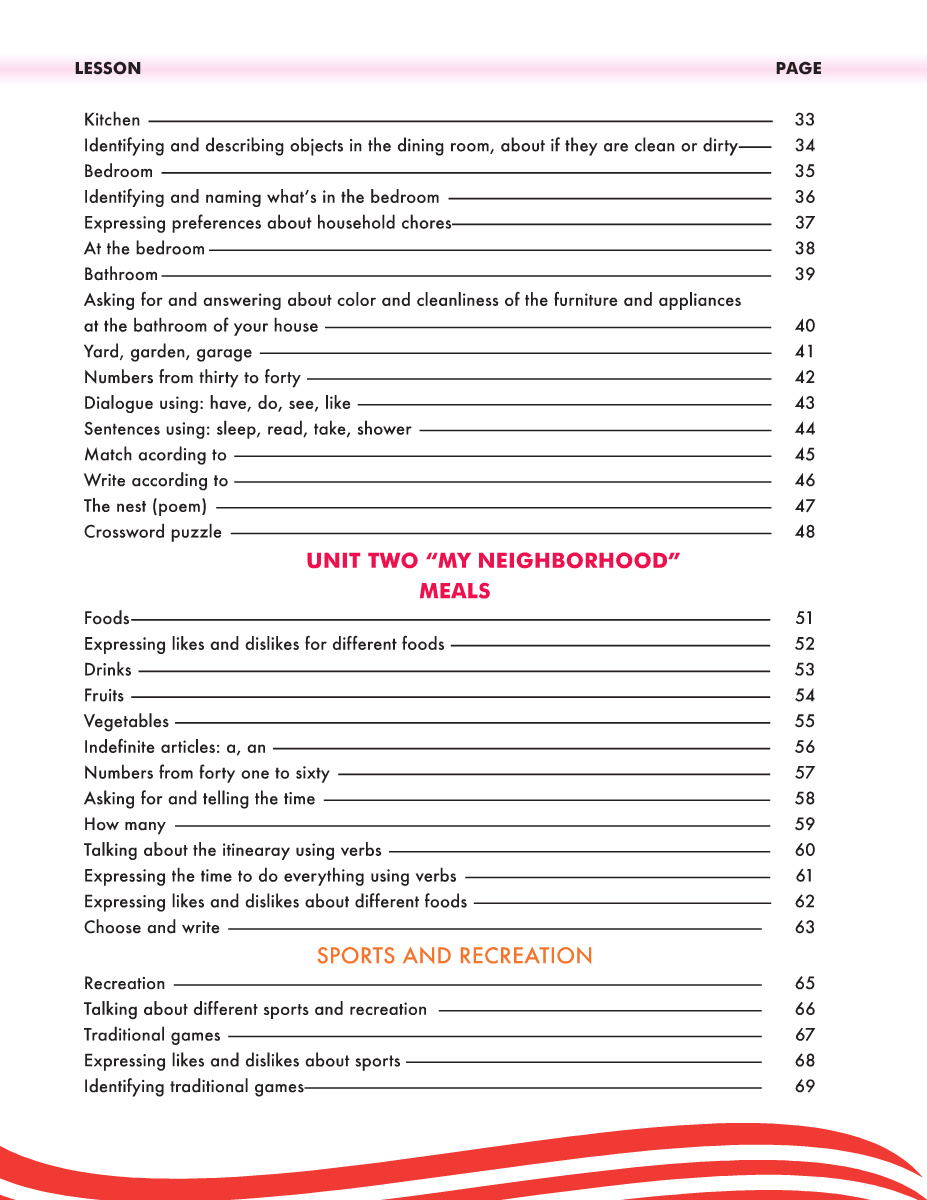 LESSON PAGE
Kitchen 33
Identifying and describing objects in the dining room, about if they are clean or dirty 34
Bedroom 35
Identifying and naming what's in the bedroom 36
Expressing preferences about household chores 37
At the bedroom 38
Bathroom 39
Asking for and answering about color and cleanliness of the furniture and appliances
at the bathroom of your house 40
Yard, garden, garage 41
Numbers from thirty to forty 42
Dialogue using: have, do, see, like 43
Sentences using: sleep, read, take, shower 44
Match acording to 45
Write according to 46
The nest (poem) 47
Crossword puzzle 48
UNIT TWO “MY NEIGHBORHOOD”
MEALS
Foods 51
Expressing likes and dislikes for different foods 52
Drinks 53
Fruits 54
Vegetables 55
Indefinite articles: a, an 56
Numbers from forty one to sixty 57
Asking for and telling the time 58
How many 59
Talking about the itinearay using verbs 60
Expressing the time to do everything using verbs 61
Expressing likes and dislikes about different foods 62
Choose and write 63
SPORTS AND RECREATION
Recreation 65
Talking about different sports and recreation 66
Traditional games 67
Expressing likes and dislikes about sports 68
Identifying traditional games 69